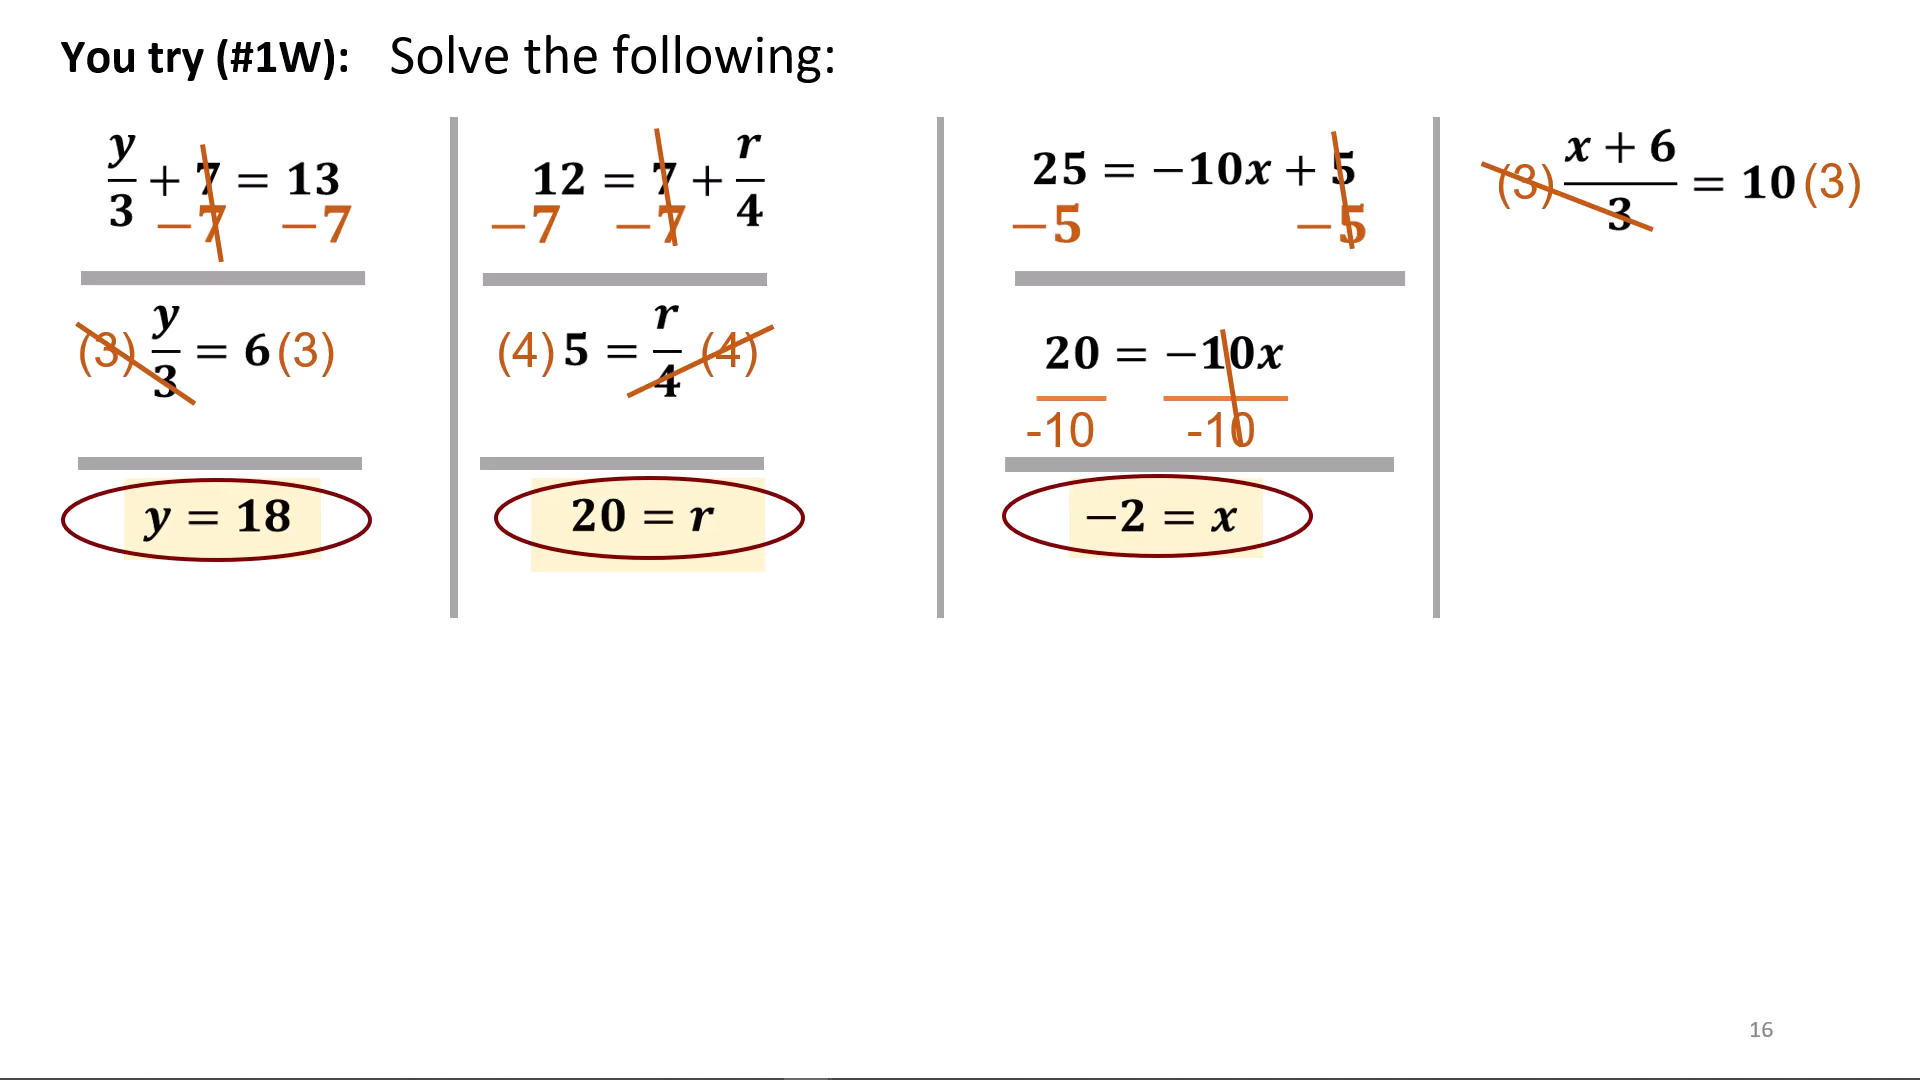 You try (#1W): Solve the following:
y/3 + 7 = 13
−7 −7
(3) y/3 = 6 (3)
y = 18
12 = 7 + r/4
−7 −7
(4) 5 = r/4 (4)
20 = r
25 = −10x + 5
−5 −5
20 = −10x
-10 -10
−2 = x
(3) x + 6/3 = 10 (3)
16